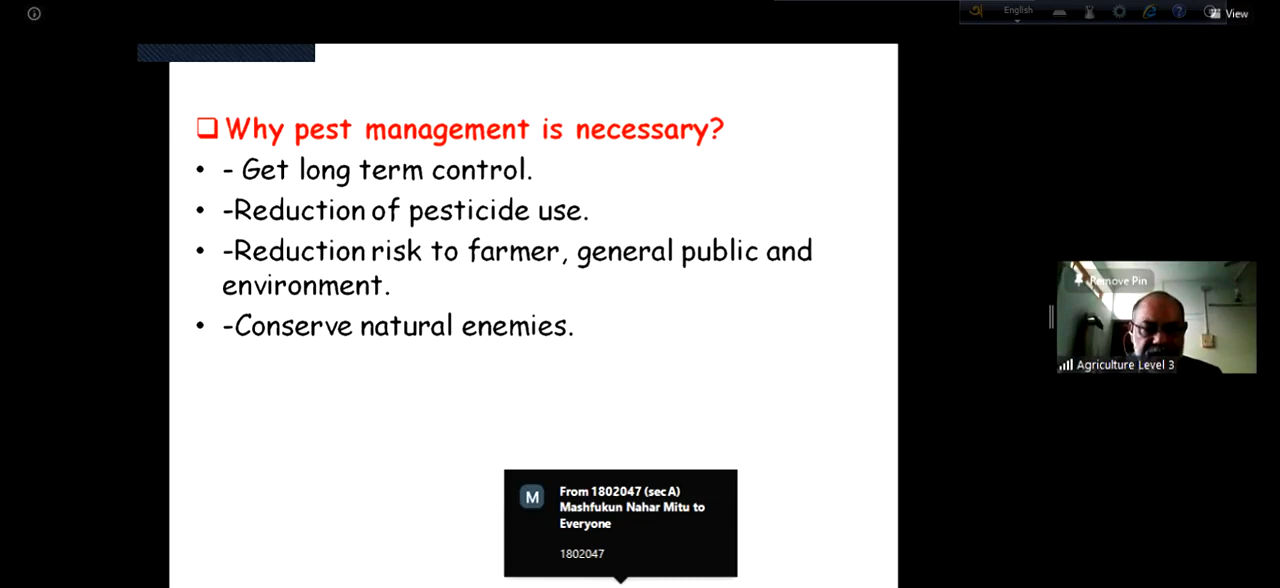 English
View
❑ Why pest management is necessary?
• - Get long term control.
• -Reduction of pesticide use.
• -Reduction risk to farmer, general public and
environment.
• -Conserve natural enemies.
Remove Pin
Agriculture Level 3
M
From 1802047 (sec A)
Mashfukun Nahar Mitu to
Everyone
1802047